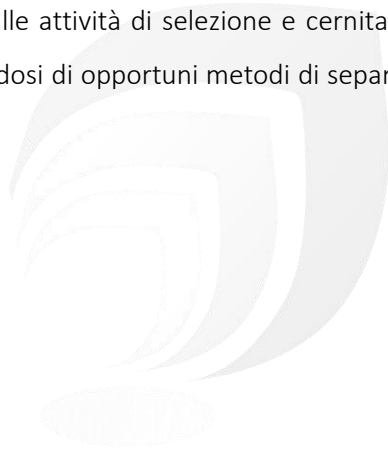 lle attività di selezione e cernita
dosi di opportuni metodi di separ